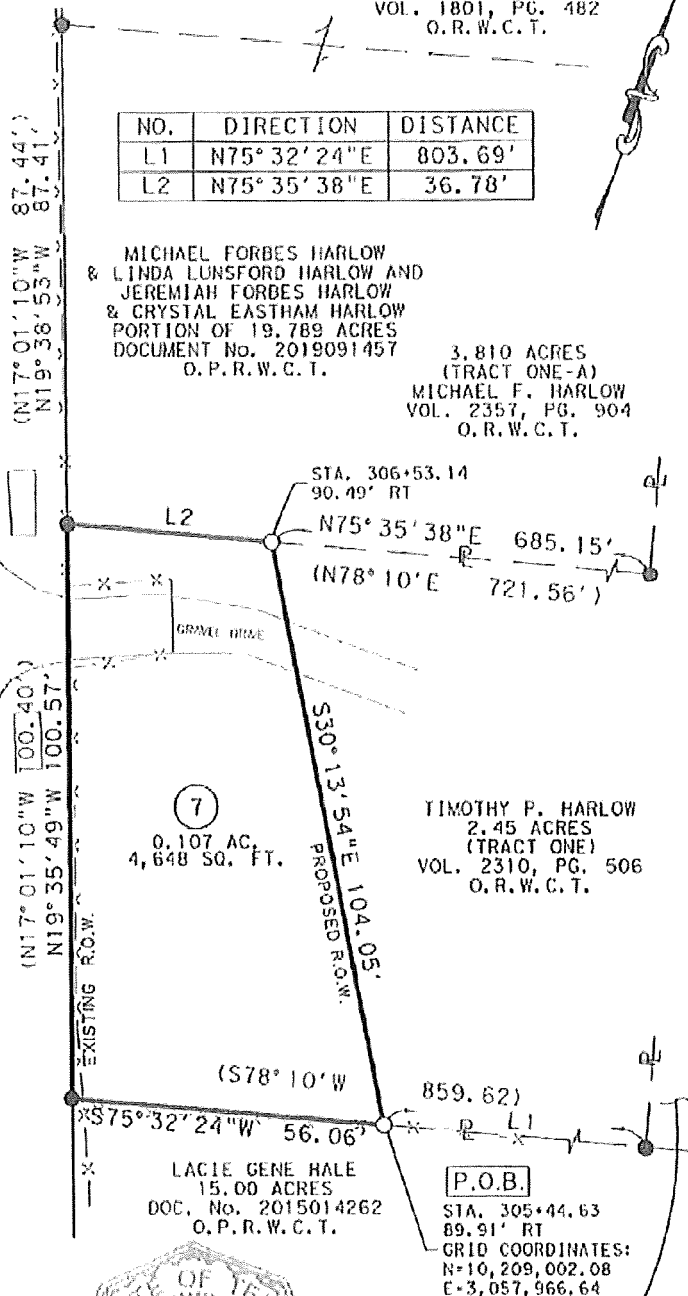 VOL. 1801, PG. 482
O.R.W.C.T.
NO. DIRECTION DISTANCE
L1 N75°32'24"E 803.69'
L2 N75°35'38"E 36.78'
(N17°01'10"W 87.44')
N19°38'53"W 87.41'
MICHAEL FORBES HARLOW
& LINDA LUNSFORD HARLOW AND
JEREMIAH FORBES HARLOW
& CRYSTAL EASTHAM HARLOW
PORTION OF 19.789 ACRES
DOCUMENT No. 2019091457
O.P.R.W.C.T.
3.810 ACRES
(TRACT ONE-A)
MICHAEL F. HARLOW
VOL. 2357, PG. 904
O.R.W.C.T.
STA. 306+53.14
90.49' RT
L2
N75°35'38"E 685.15'
(N78°10'E 721.56')
GRAVEL DRIVE
(N17°01'10"W 100.40')
N19°35'49"W 100.57'
S30°13'54"E 104.05'
PROPOSED R.O.W.
7
0.107 AC.
4,648 SQ. FT.
TIMOTHY P. HARLOW
2.45 ACRES
(TRACT ONE)
VOL. 2310, PG. 506
O.R.W.C.T.
EXISTING R.O.W.
(S78°10'W 859.62)
S75°32'24"W 56.06'
L1
LACIE GENE HALE
15.00 ACRES
DOC. No. 2015014262
O.P.R.W.C.T.
P.O.B.
STA. 305+44.63
89.91' RT
GRID COORDINATES:
N=10,209,002.08
E=3,057,966.64
OF